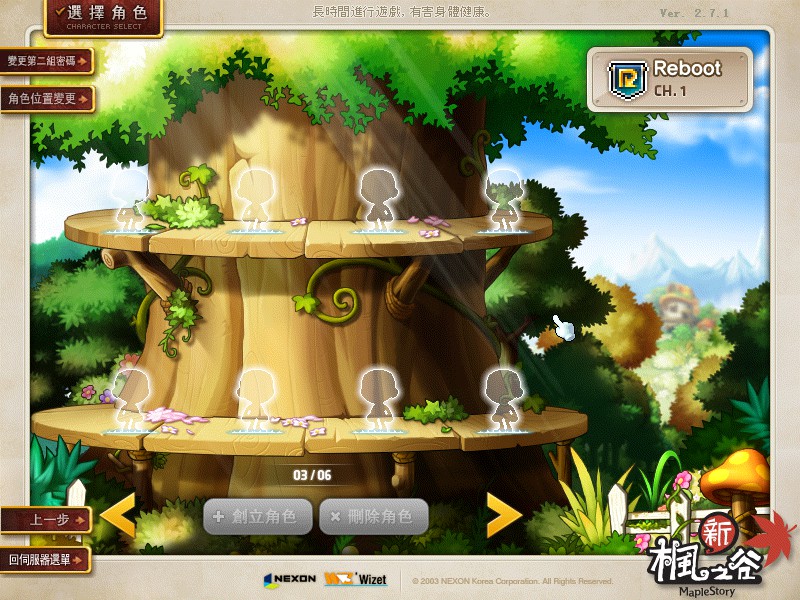 選擇角色
CHARACTER SELECT
長時間進行遊戲, 有害身體健康。
Ver. 2.7.1
變更第二組密碼
角色位置變更
Reboot
CH.1
03 / 06
創立角色
刪除角色
上一步
回伺服器選單
NEXON
Wizet
© 2003 NEXON Korea Corporation. All Rights Reserved.
新
楓之谷
MapleStory